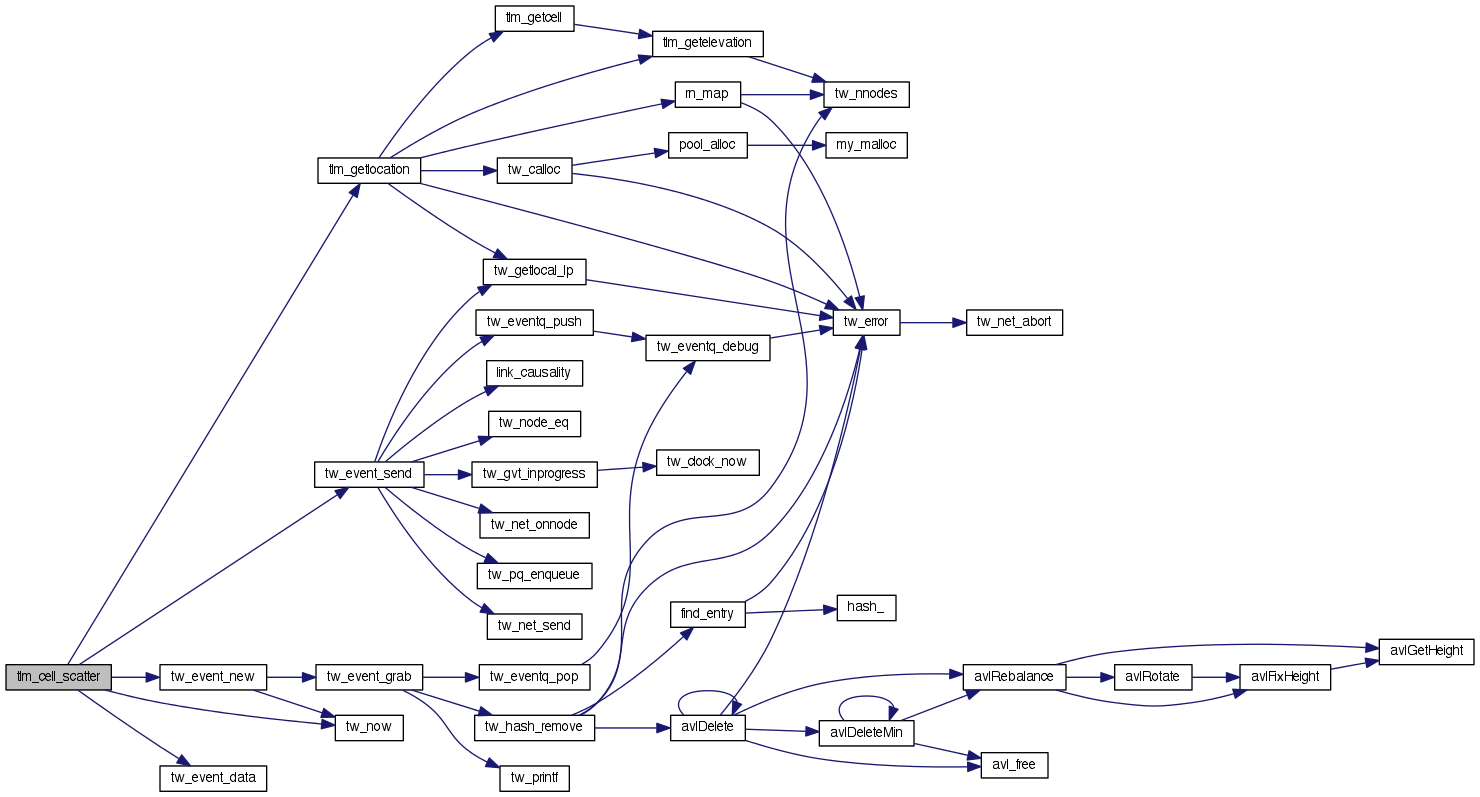 tlm_getcell
tlm_getelevation
rn_map
tw_nnodes
pool_alloc
my_malloc
tlm_getlocation
tw_calloc
tw_getlocal_lp
tw_eventq_push
tw_error
tw_net_abort
tw_eventq_debug
link_causality
tw_node_eq
tw_event_send
tw_gvt_inprogress
tw_clock_now
tw_net_onnode
tw_pq_enqueue
tw_net_send
find_entry
hash_
tlm_cell_scatter
tw_event_new
tw_event_grab
tw_eventq_pop
avlRebalance
avlRotate
avlFixHeight
avlGetHeight
tw_now
tw_hash_remove
avlDelete
avlDeleteMin
avl_free
tw_event_data
tw_printf